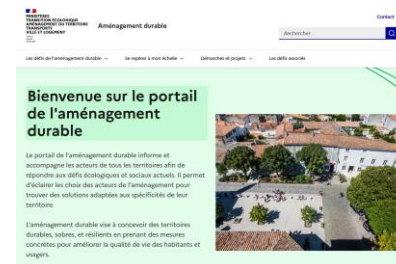 MINISTÈRES
TRANSITION ÉCOLOGIQUE
AMÉNAGEMENT DU TERRITOIRE
TRANSPORTS
VILLE ET LOGEMENT
Aménagement durable
Contact
Rechercher
Les défis de l'aménagement durable
Se repérer à mon échelle
Démarches et projets
Les défis associés
Bienvenue sur le portail
de l'aménagement
durable
Le portail de l'aménagement durable informe et
accompagne les acteurs de tous les territoires afin de
répondre aux défis écologiques et sociaux actuels. Il permet
d'éclairer les choix des acteurs de l'aménagement pour
trouver des solutions adaptées aux spécificités de leur
territoire.
L'aménagement durable vise à concevoir des territoires
durables, sobres, et résilients en prenant des mesures
concrètes pour améliorer la qualité de vie des habitants et
usagers.